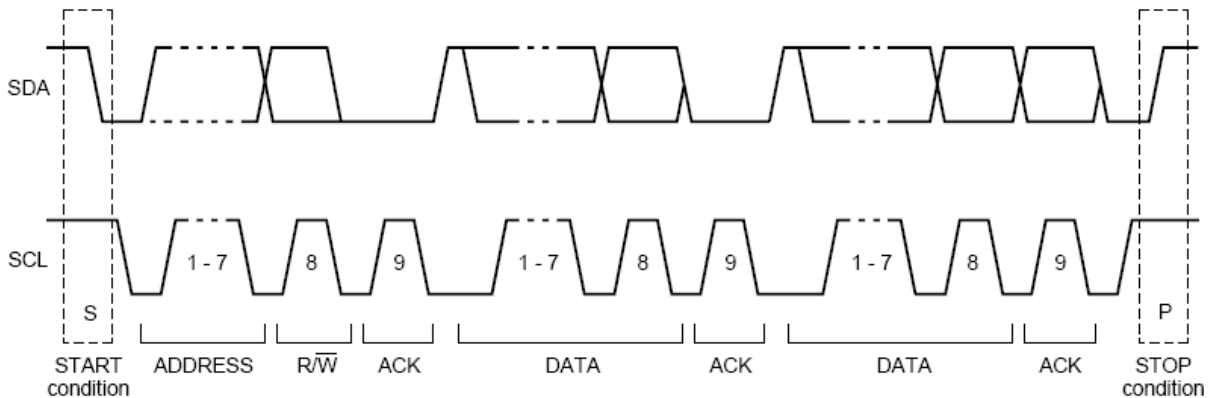 SDA
SCL
1 - 7 8 9 1 - 7 8 9 1 - 7 8 9
S P
START condition ADDRESS R/W̅ ACK DATA ACK DATA ACK STOP condition